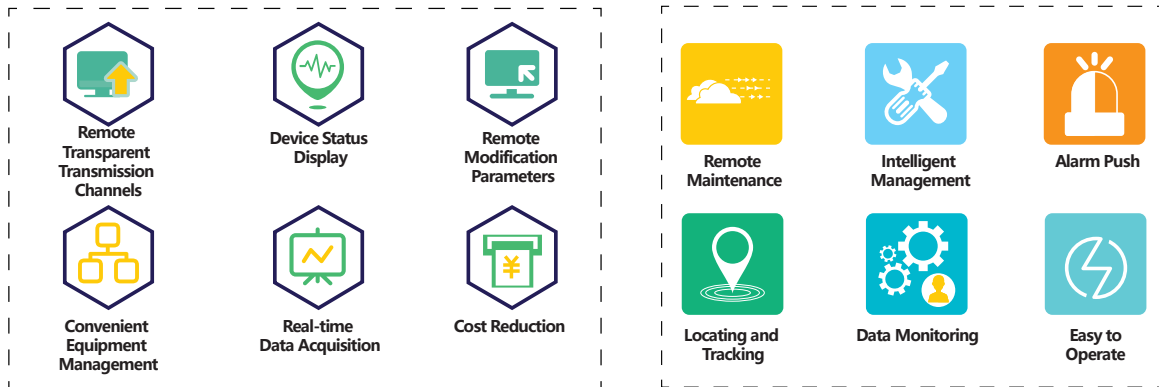 Remote
Transparent
Transmission
Channels
Device Status
Display
Remote
Modification
Parameters
Convenient
Equipment
Management
Real-time
Data Acquisition
¥
Cost Reduction
Remote
Maintenance
Intelligent
Management
Alarm Push
Locating and
Tracking
Data Monitoring
Easy to
Operate